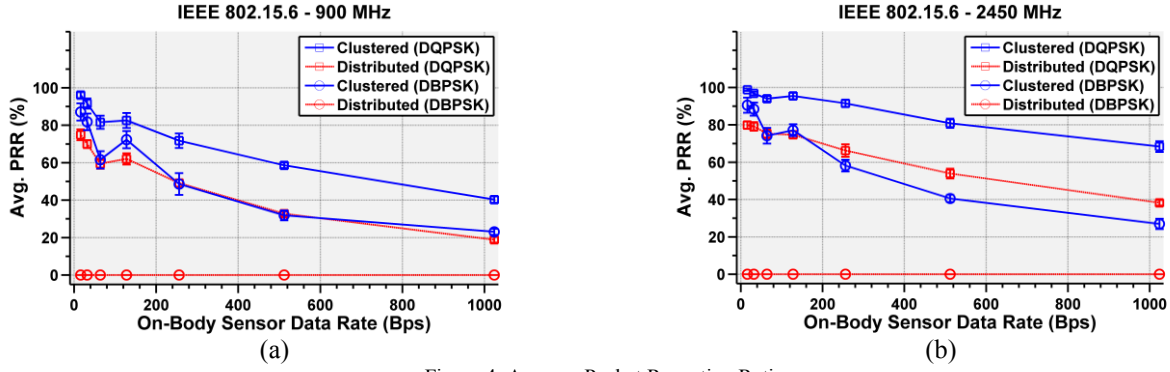 IEEE 802.15.6 - 900 MHz
Clustered (DQPSK)
Distributed (DQPSK)
Clustered (DBPSK)
Distributed (DBPSK)
Avg. PRR (%)
100
80
60
40
20
0
0 200 400 600 800 1000
On-Body Sensor Data Rate (Bps)
(a)
IEEE 802.15.6 - 2450 MHz
Clustered (DQPSK)
Distributed (DQPSK)
Clustered (DBPSK)
Distributed (DBPSK)
Avg. PRR (%)
100
80
60
40
20
0
0 200 400 600 800 1000
On-Body Sensor Data Rate (Bps)
(b)